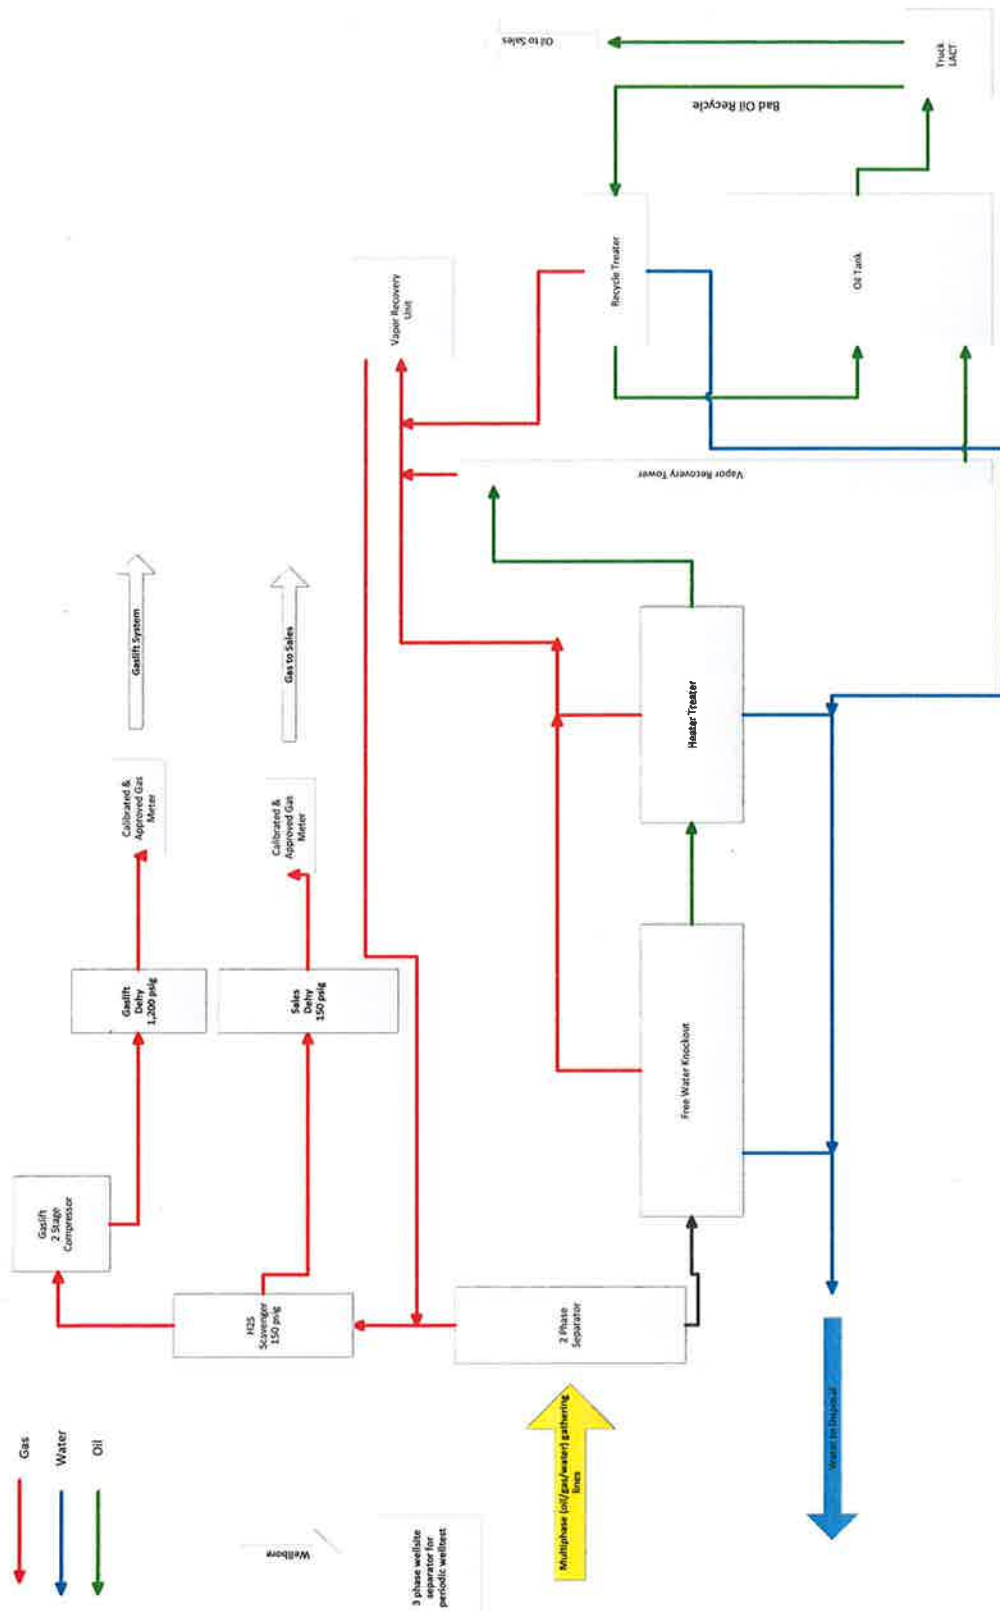 Gas
Water
Oil
Wellbore
3 phase wellsite
separator for
periodic welltest
Multiphase (oil/gas/water) gathering
lines
Water to Disposal
2 Phase
Separator
H2S
Scavenger
150 psig
Gaslift
2 Stage
Compressor
Gaslift
Dehy
1,200 psig
Sales
Dehy
150 psig
Calibrated &
Approved Gas
Meter
Calibrated &
Approved Gas
Meter
Gaslift System
Gas to Sales
Free Water Knockout
Heater Treater
Vapor Recovery Tower
Vapor Recovery
Unit
Recycle Treater
Oil Tank
Bad Oil Recycle
Oil to Sales
Truck
LACT